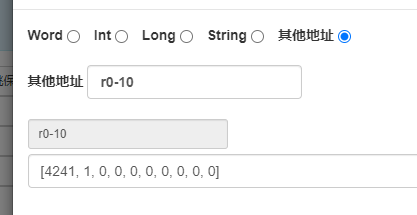 Word Int Long String 其他地址
其他地址 r0-10
r0-10
[4241, 1, 0, 0, 0, 0, 0, 0, 0, 0]